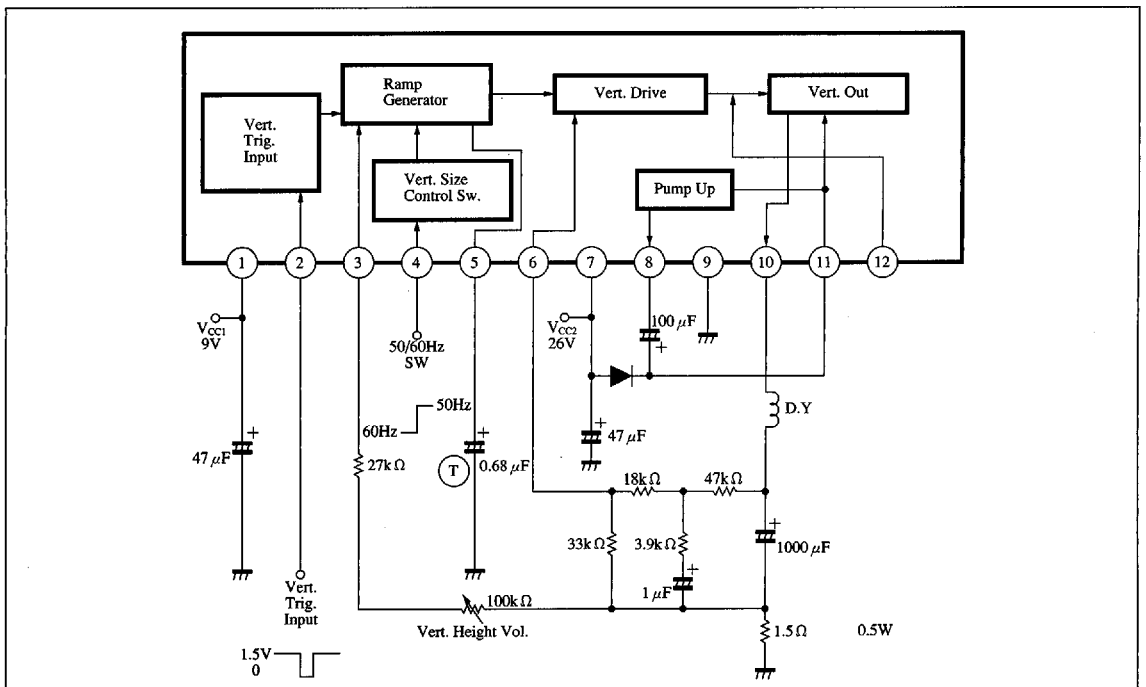 Ramp
Generator
Vert. Drive
Vert. Out
Vert.
Trig.
Input
Vert. Size
Control Sw.
Pump Up
1 2 3 4 5 6 7 8 9 10 11 12
VCC1
9V
50/60Hz
SW
VCC2
26V
100 μF
+
D.Y
50Hz
60Hz
+
47 μF
27kΩ
T
+
0.68 μF
+
47 μF
18kΩ
47kΩ
33kΩ
3.9kΩ
+
1 μF
+
1000 μF
Vert.
Trig.
Input
100kΩ
Vert. Height Vol.
1.5Ω
0.5W
1.5V
0